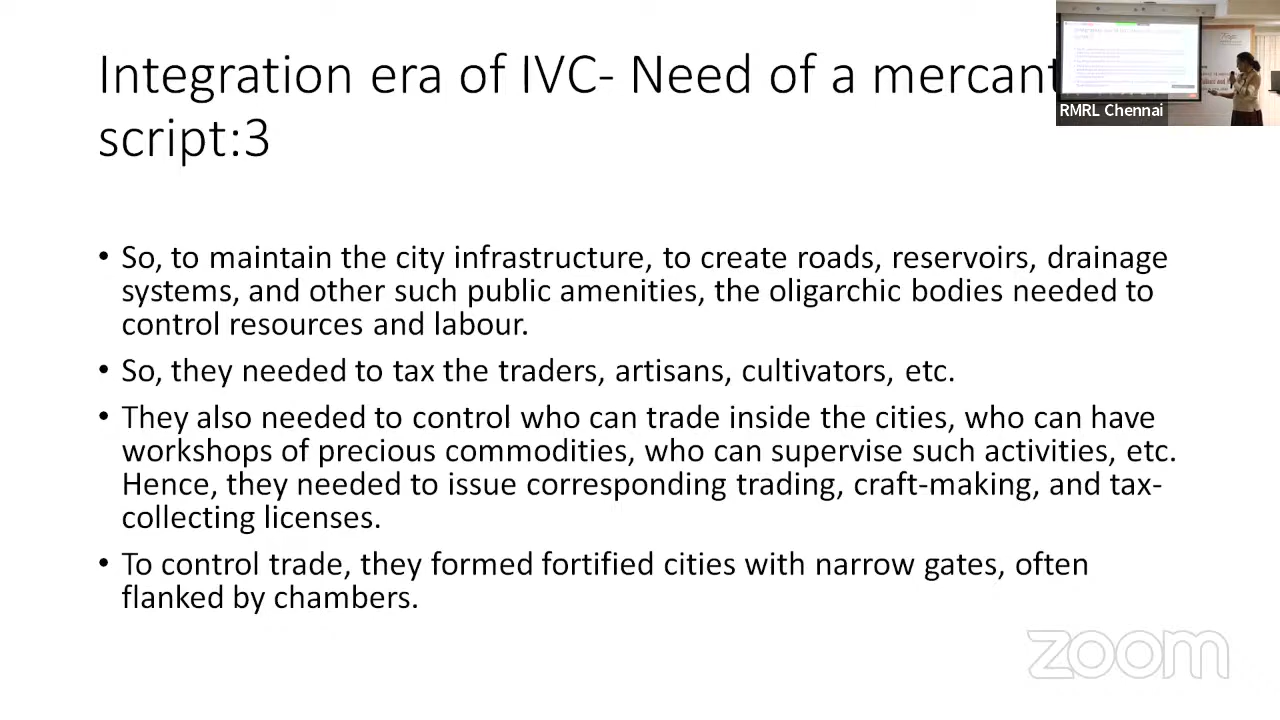 Integration era of IVC- Need of a mercant
script:3
RMRL Chennai
• So, to maintain the city infrastructure, to create roads, reservoirs, drainage
systems, and other such public amenities, the oligarchic bodies needed to
control resources and labour.
• So, they needed to tax the traders, artisans, cultivators, etc.
• They also needed to control who can trade inside the cities, who can have
workshops of precious commodities, who can supervise such activities, etc.
Hence, they needed to issue corresponding trading, craft-making, and tax-
collecting licenses.
• To control trade, they formed fortified cities with narrow gates, often
flanked by chambers.
zoom